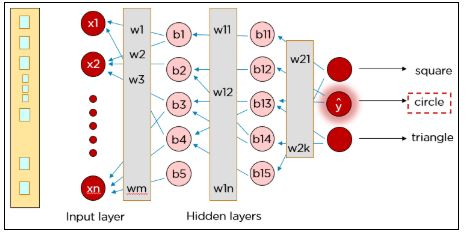 x1
x2
xn
w1
w2
w3
wm
b1
b2
b3
b4
b5
w11
w12
w1n
b11
b12
b13
b14
b15
w21
w2k
ŷ
square
circle
triangle
Input layer
Hidden layers